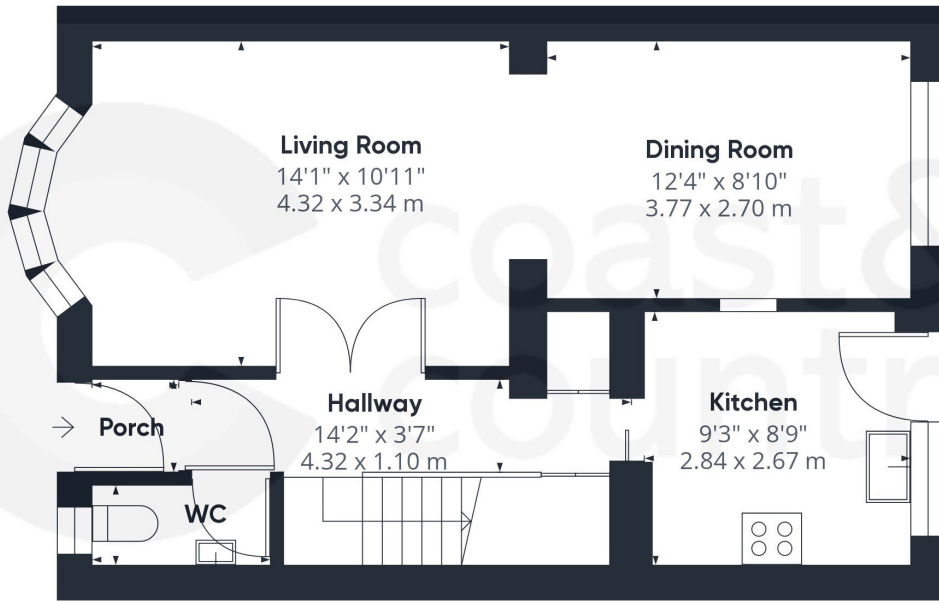 Living Room
14'1" x 10'11"
4.32 x 3.34 m
Dining Room
12'4" x 8'10"
3.77 x 2.70 m
coast&
country
Porch
Hallway
14'2" x 3'7"
4.32 x 1.10 m
Kitchen
9'3" x 8'9"
2.84 x 2.67 m
WC